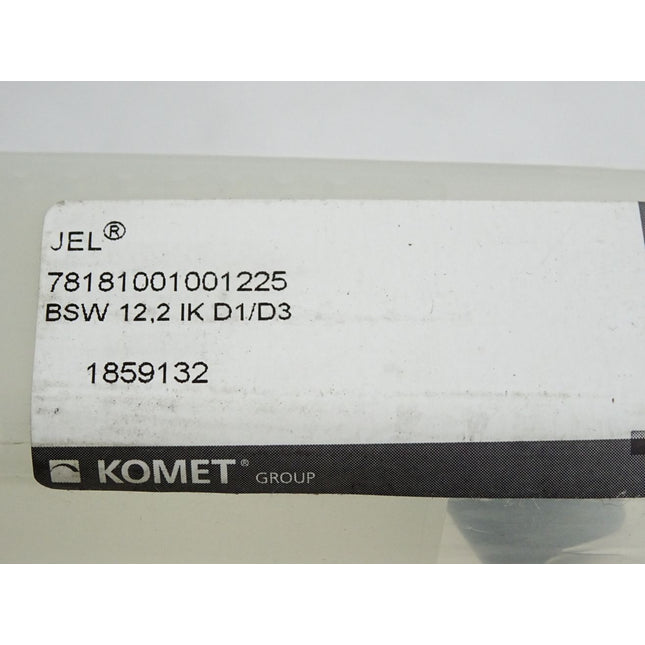 JEL®
78181001001225
BSW 12,2 IK D1/D3
1859132
KOMET® GROUP